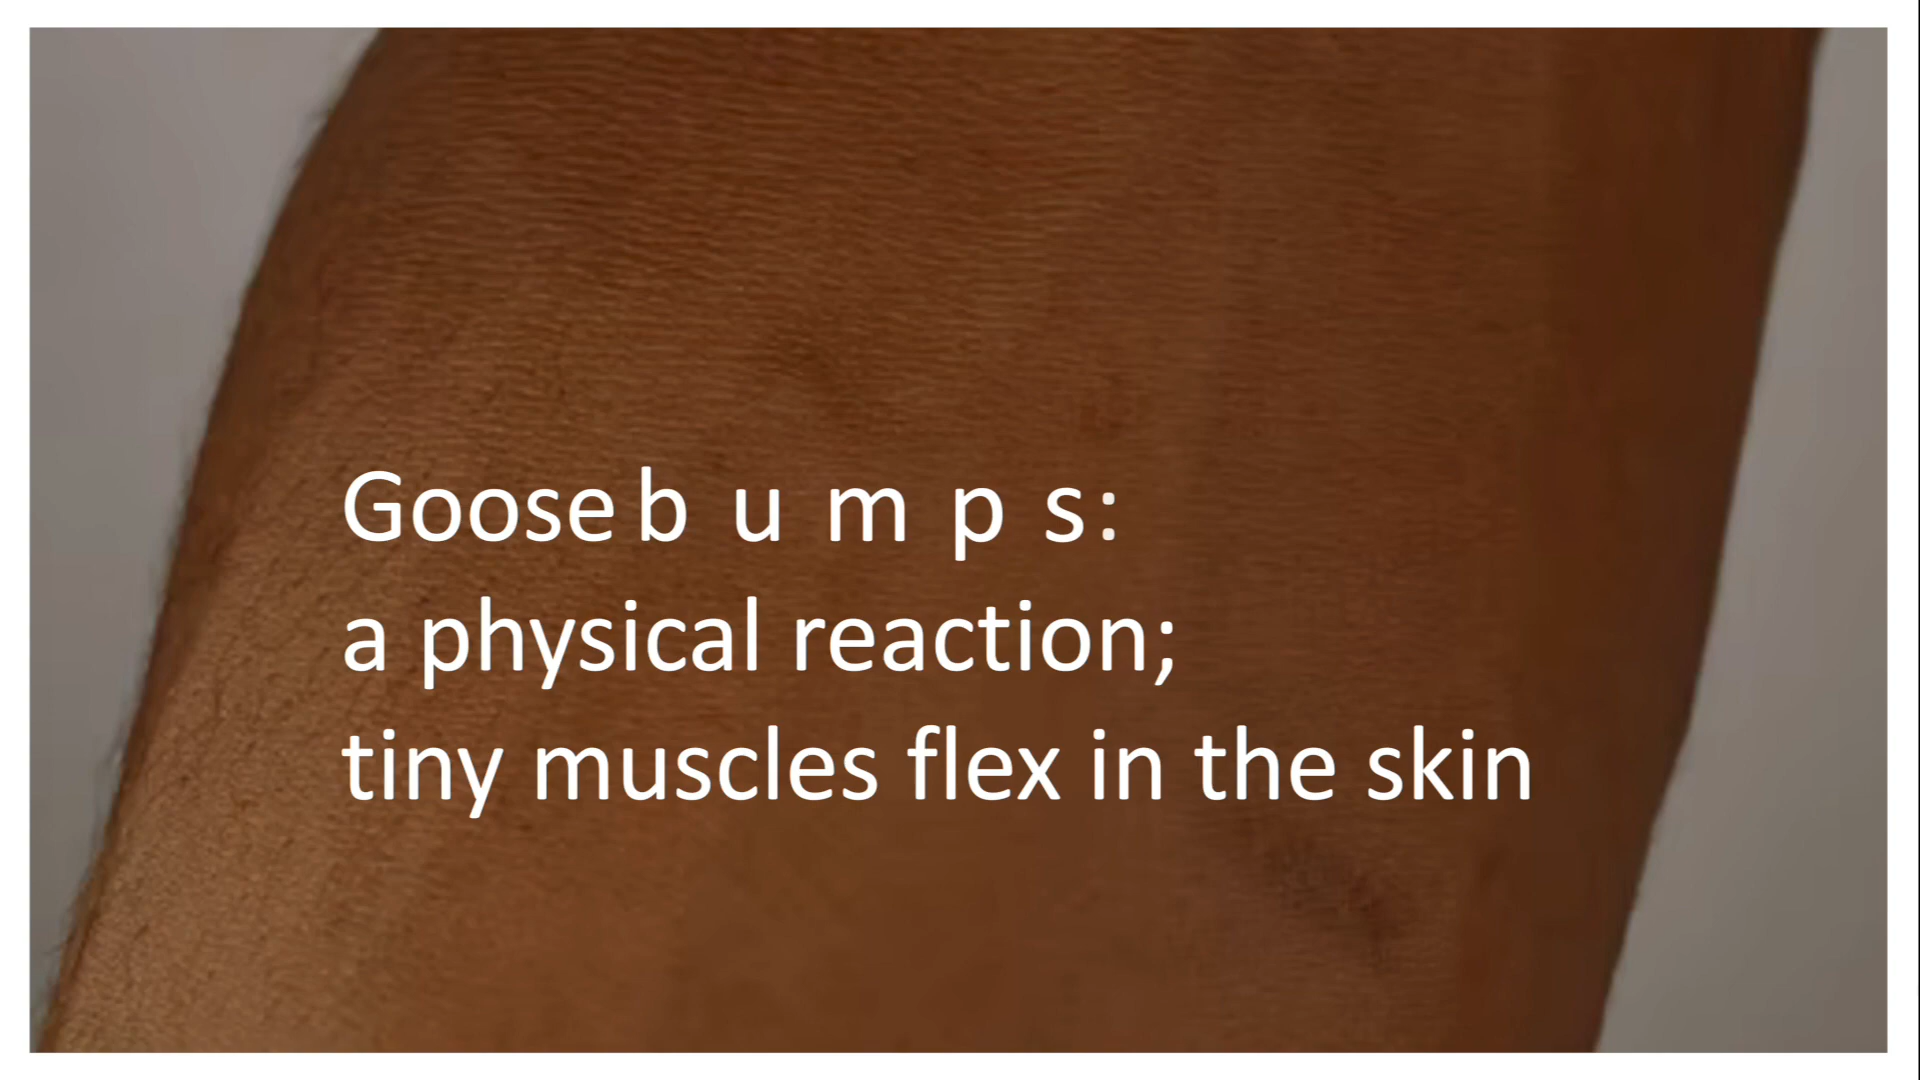 Goose b u m p s:
a physical reaction;
tiny muscles flex in the skin